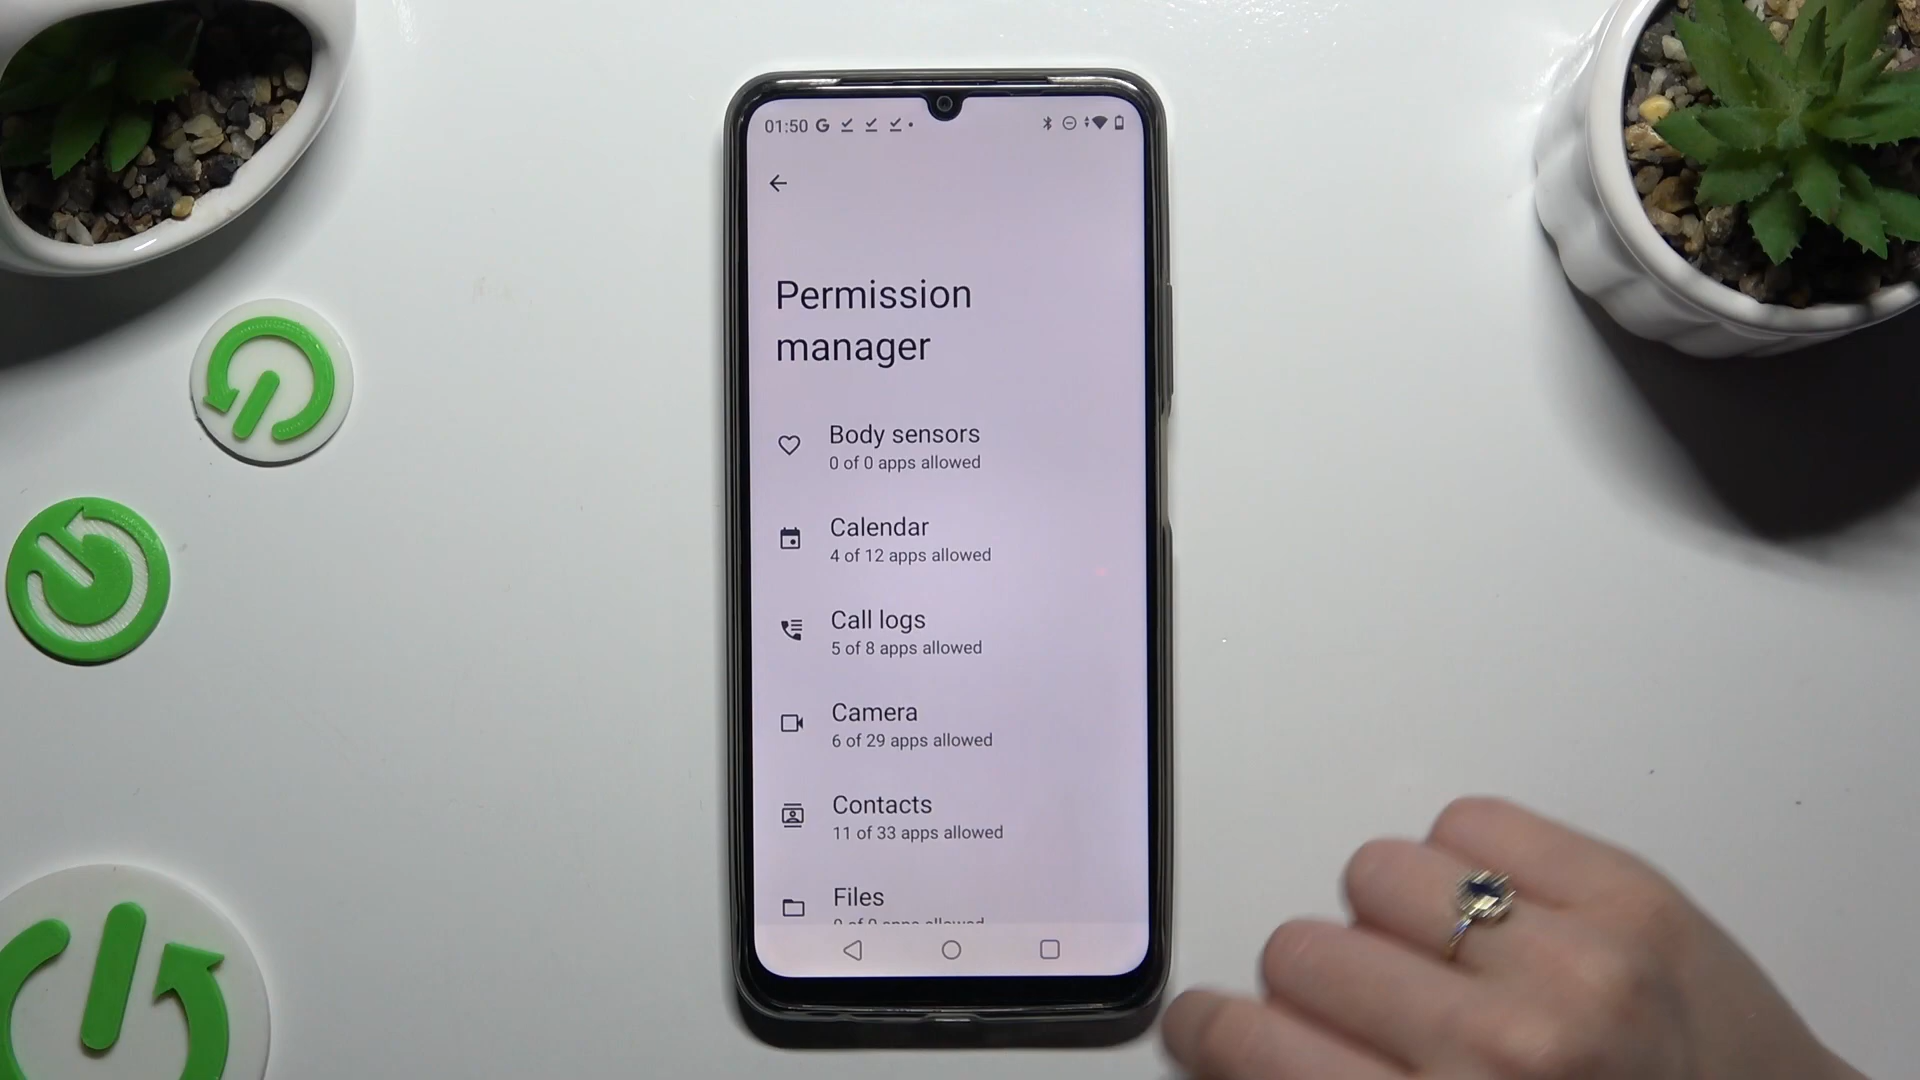 01:50
Permission
manager
Body sensors
0 of 0 apps allowed
Calendar
4 of 12 apps allowed
Call logs
5 of 8 apps allowed
Camera
6 of 29 apps allowed
Contacts
11 of 33 apps allowed
Files